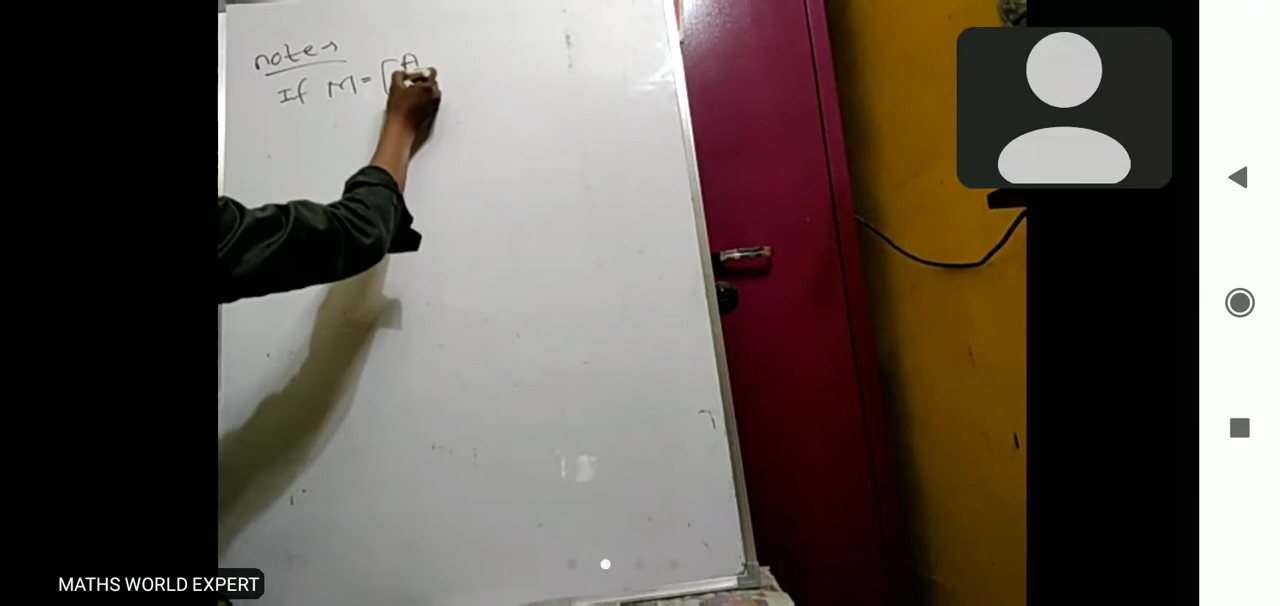 notes
If M = [A
MATHS WORLD EXPERT